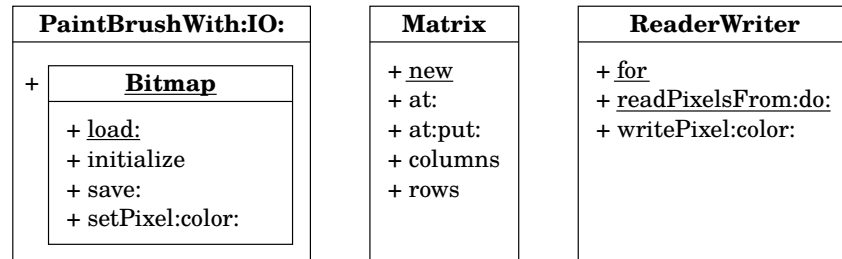 PaintBrushWith:IO:
+ Bitmap
+ load:
+ initialize
+ save:
+ setPixel:color:
Matrix
+ new
+ at:
+ at:put:
+ columns
+ rows
ReaderWriter
+ for
+ readPixelsFrom:do:
+ writePixel:color: